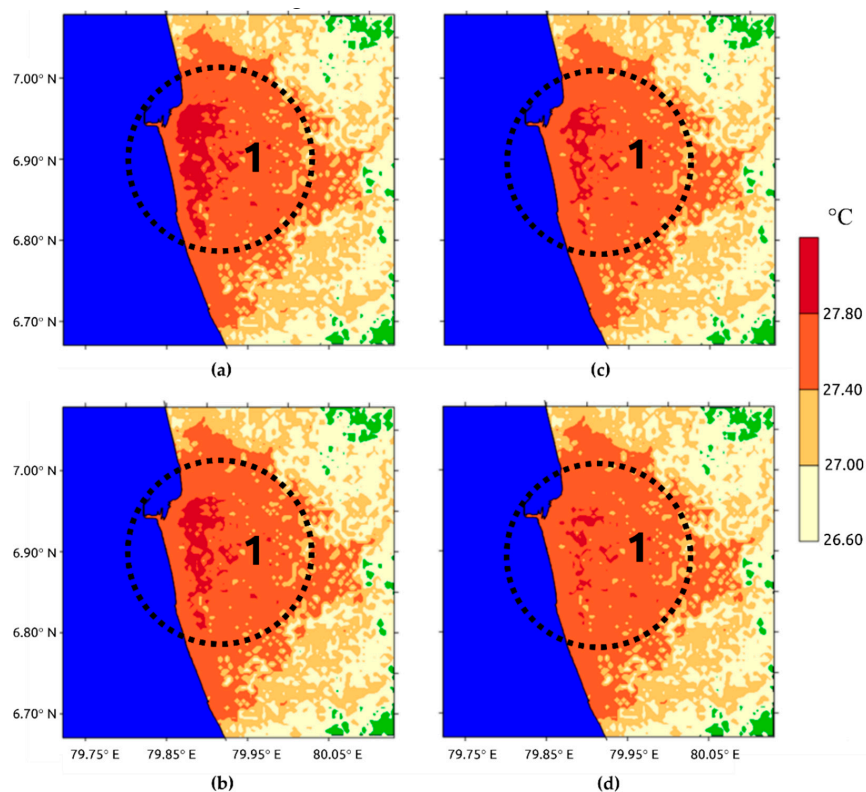 7.00° N
6.90° N
6.80° N
6.70° N
1
(a)
1
(c)
°C
27.80
27.40
27.00
26.60
7.00° N
6.90° N
6.80° N
6.70° N
1
79.75° E 79.85° E 79.95° E 80.05° E
(b)
1
79.75° E 79.85° E 79.95° E 80.05° E
(d)